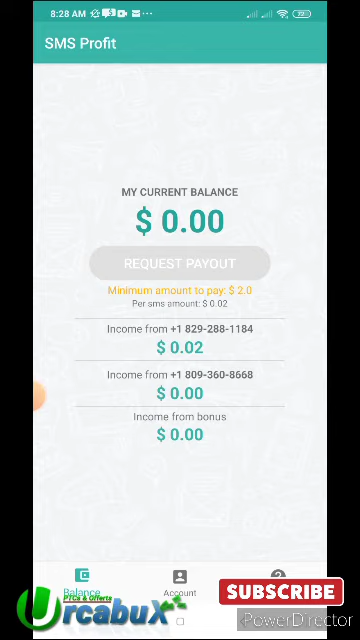 8:28 AM
79
SMS Profit
MY CURRENT BALANCE
$ 0.00
REQUEST PAYOUT
Minimum amount to pay: $ 2.0
Per sms amount: $ 0.02
Income from +1 829-288-1184
$ 0.02
Income from +1 809-360-8668
$ 0.00
Income from bonus
$ 0.00
Balance
Account
PTCs & Offerts
UrcabuX
SUBSCRIBE
PowerDirector